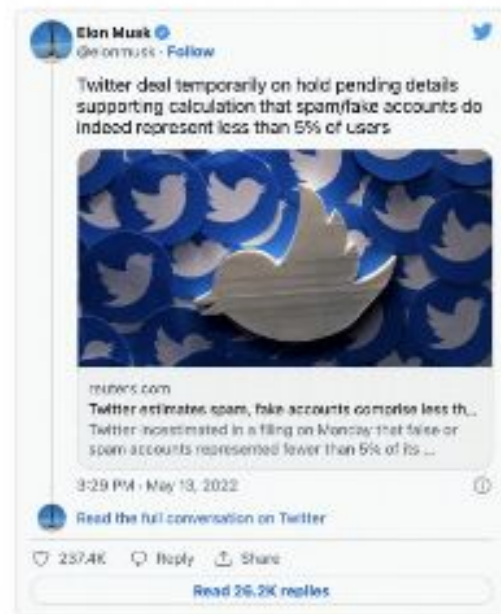 Elon Musk
@elonmusk · Follow
Twitter deal temporarily on hold pending details
supporting calculation that spam/fake accounts do
indeed represent less than 5% of users
reuters.com
Twitter estimates spam, fake accounts comprise less th...
Twitter Inc estimated in a filing on Monday that false or
spam accounts represented fewer than 5% of its ...
3:29 PM · May 13, 2022
Read the full conversation on Twitter
237.4K Reply Share
Read 26.2K replies